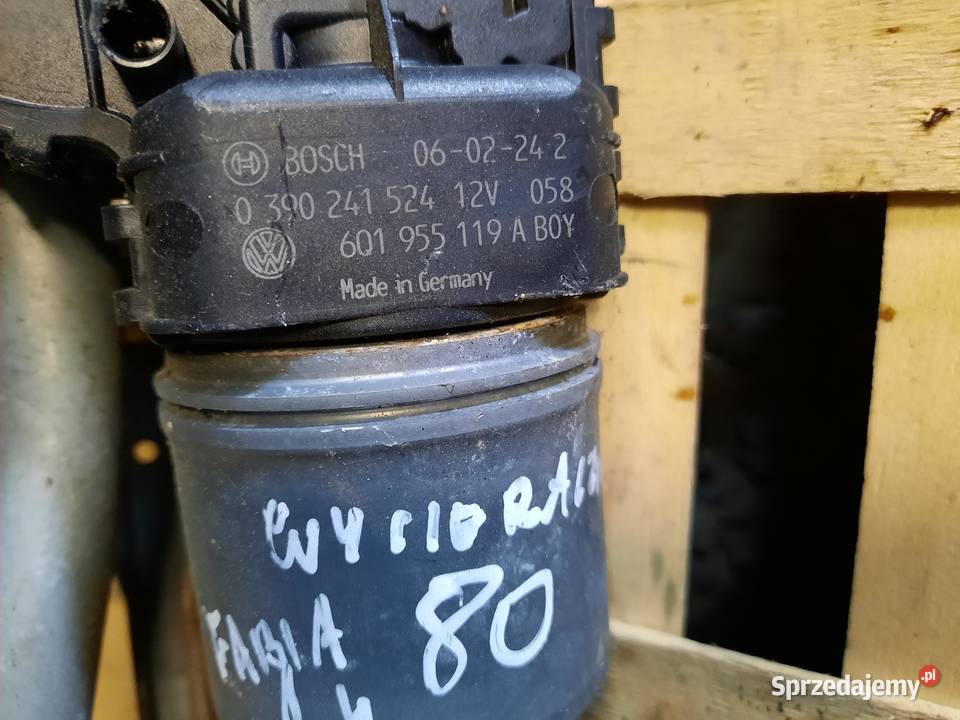 BOSCH 06-02-24 2
0 390 241 524 12V 058
6Q1 955 119 A BOY
Made in Germany
80
FABIA
Sprzedajemy.pl